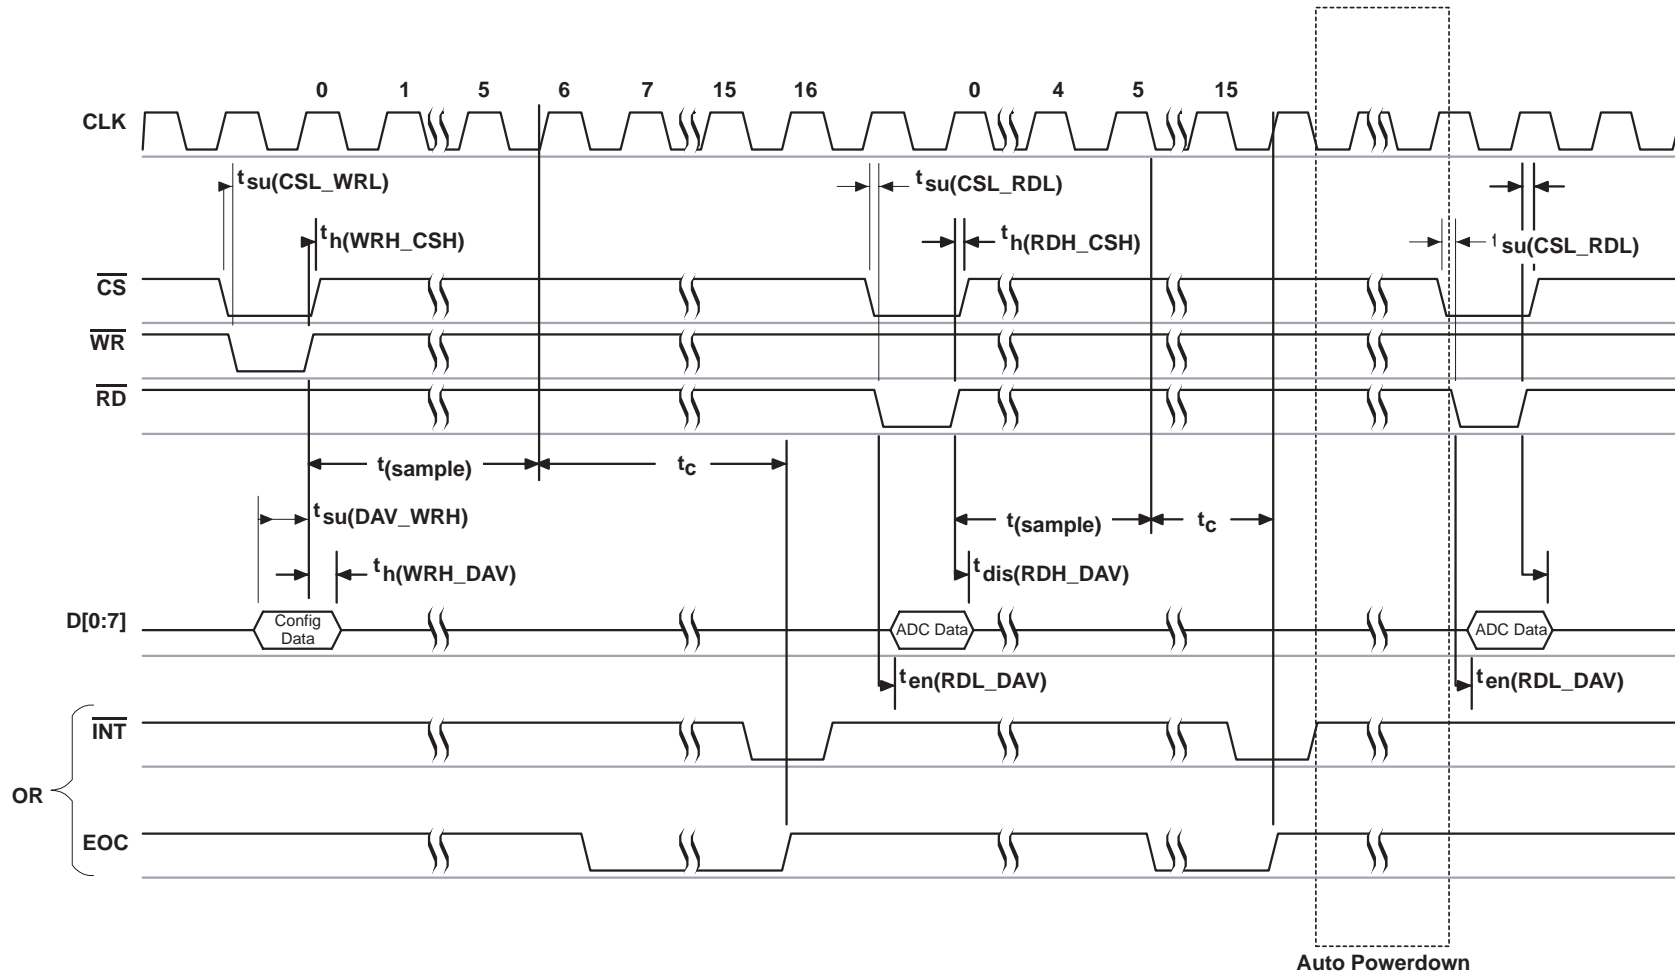 0 1 5 6 7 15 16 0 4 5 15
CLK
tsu(CSL_WRL)
tsu(CSL_RDL)
th(WRH_CSH)
th(RDH_CSH)
tsu(CSL_RDL)
CS
WR
RD
t(sample)
tc
tsu(DAV_WRH)
t(sample)
tc
th(WRH_DAV)
tdis(RDH_DAV)
D[0:7]
Config
Data
ADC Data
ADC Data
ten(RDL_DAV)
ten(RDL_DAV)
INT
OR
EOC
Auto Powerdown